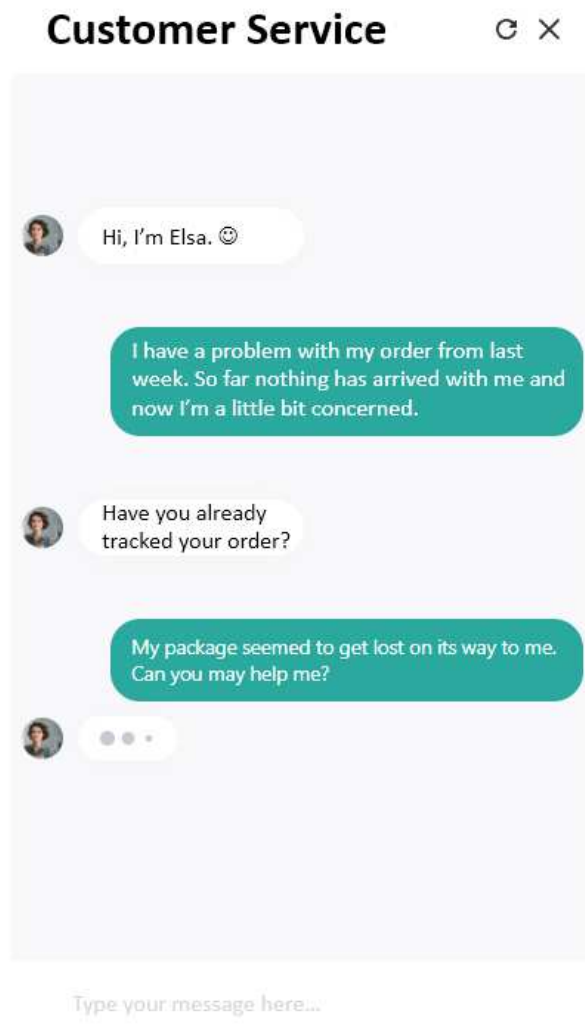 Customer Service
Hi, I’m Elsa. ☺
I have a problem with my order from last
week. So far nothing has arrived with me and
now I’m a little bit concerned.
Have you already
tracked your order?
My package seemed to get lost on its way to me.
Can you may help me?
Type your message here...